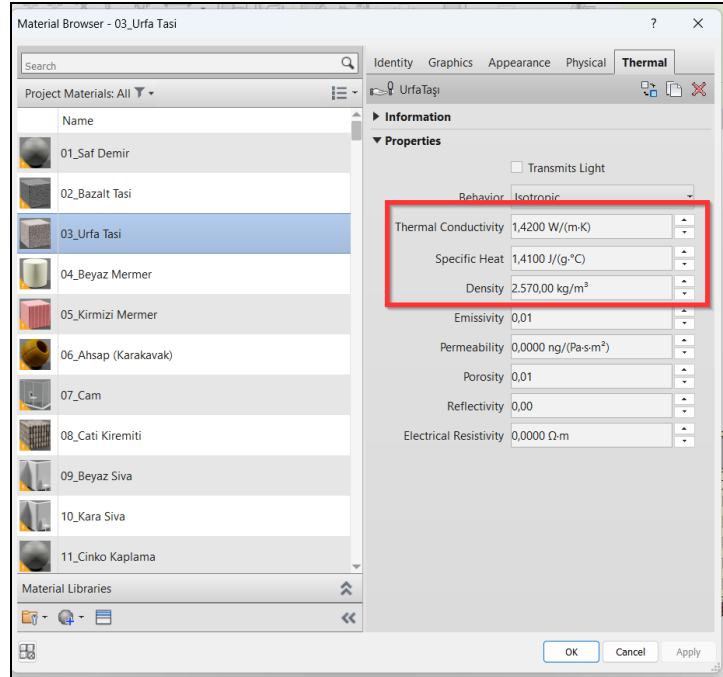 Material Browser - 03_Urfa Tasi
? X
Search
Project Materials: All
Name
01_Saf Demir
02_Bazalt Tasi
03_Urfa Tasi
04_Beyaz Mermer
05_Kirmizi Mermer
06_Ahsap (Karakavak)
07_Cam
08_Cati Kiremiti
09_Beyaz Siva
10_Kara Siva
11_Cinko Kaplama
Material Libraries
Identity Graphics Appearance Physical Thermal
UrfaTaşı
Information
Properties
Transmits Light
Behavior Isotropic
Thermal Conductivity 1,4200 W/(m·K)
Specific Heat 1,4100 J/(g·°C)
Density 2.570,00 kg/m³
Emissivity 0,01
Permeability 0,0000 ng/(Pa·s·m²)
Porosity 0,01
Reflectivity 0,00
Electrical Resistivity 0,0000 Ω·m
OK Cancel Apply